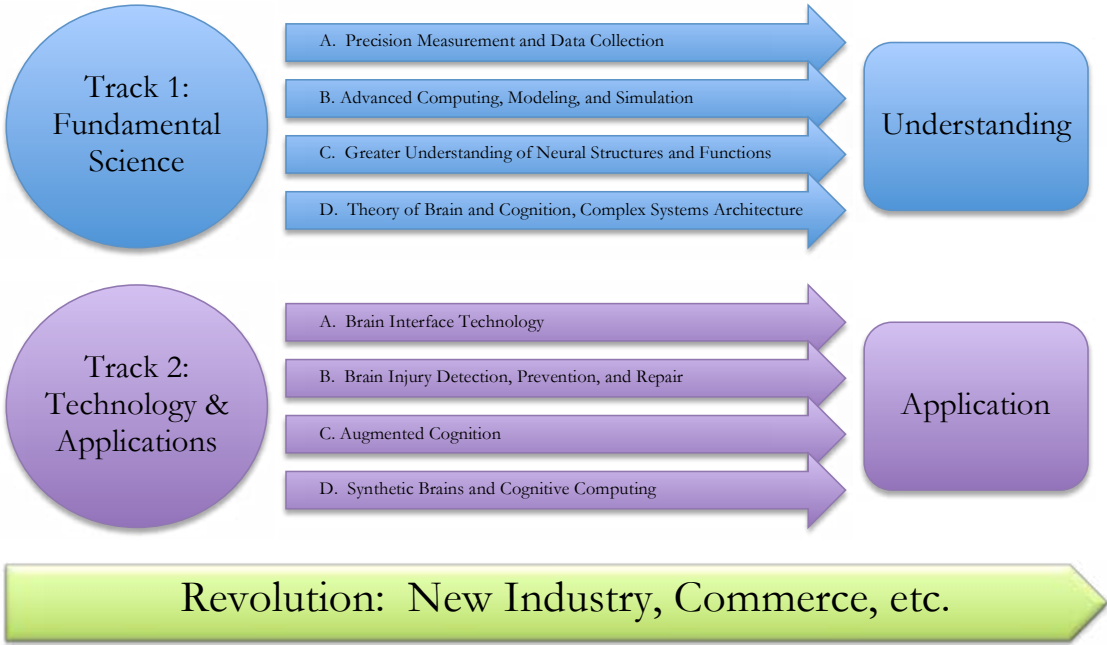 Track 1:
Fundamental
Science
A. Precision Measurement and Data Collection
B. Advanced Computing, Modeling, and Simulation
C. Greater Understanding of Neural Structures and Functions
D. Theory of Brain and Cognition, Complex Systems Architecture
Understanding
Track 2:
Technology &
Applications
A. Brain Interface Technology
B. Brain Injury Detection, Prevention, and Repair
C. Augmented Cognition
D. Synthetic Brains and Cognitive Computing
Application
Revolution: New Industry, Commerce, etc.